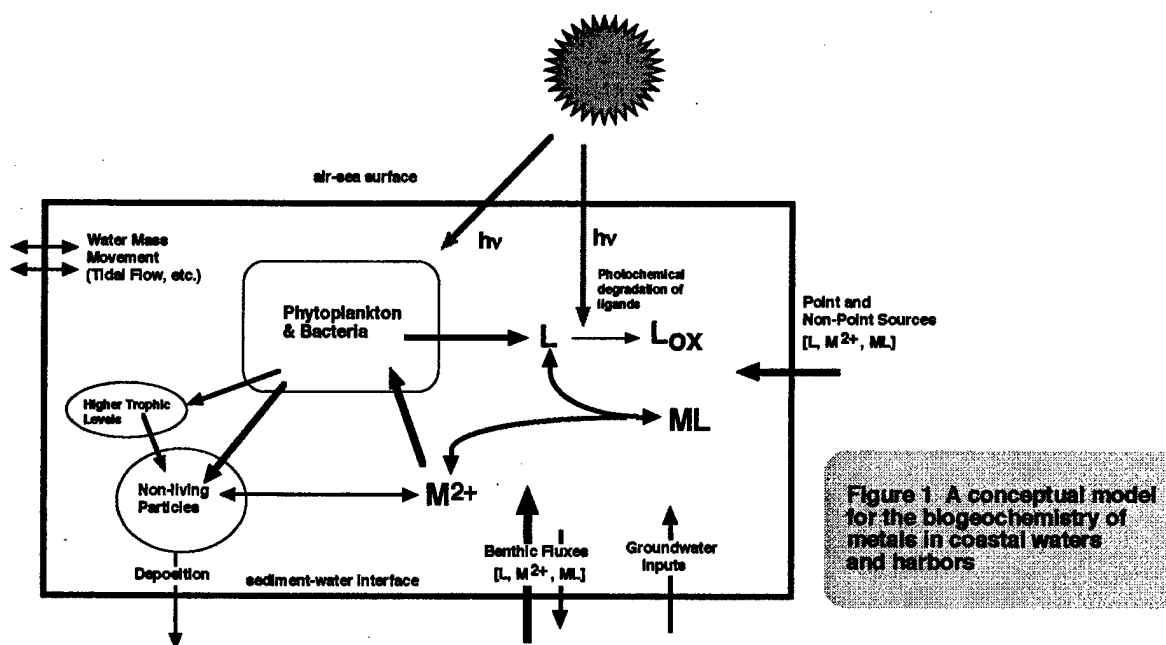 air-sea surface
Water Mass
Movement
(Tidal Flow, etc.)
hν
hν
Photochemical
degradation of
ligands
Phytoplankton
& Bacteria
L
LOX
Point and
Non-Point Sources
[L, M2+, ML]
Higher Trophic
Levels
ML
Non-living
Particles
M2+
Benthic Fluxes
[L, M2+, ML]
Groundwater
Inputs
Deposition
sediment-water interface
Figure 1 A conceptual model
for the biogeochemistry of
metals in coastal waters
and harbors